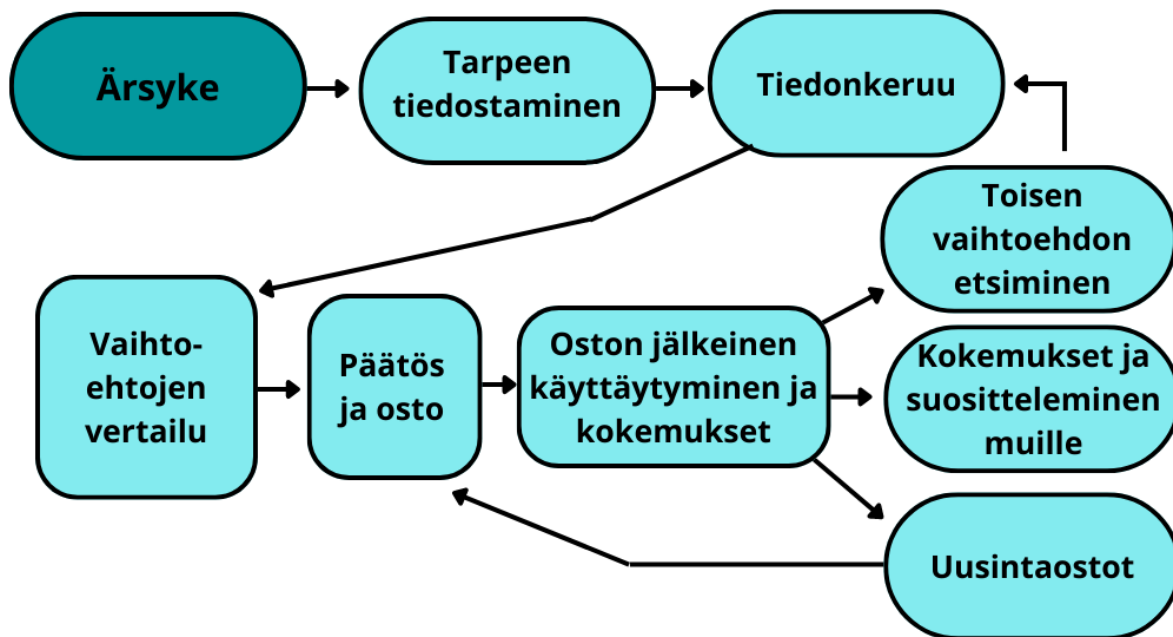 Ärsyke
Tarpeen
tiedostaminen
Tiedonkeruu
Toisen
vaihtoehdon
etsiminen
Vaihto-
ehtojen
vertailu
Päätös
ja osto
Oston jälkeinen
käyttäytyminen ja
kokemukset
Kokemukset ja
suositteleminen
muille
Uusintaostot